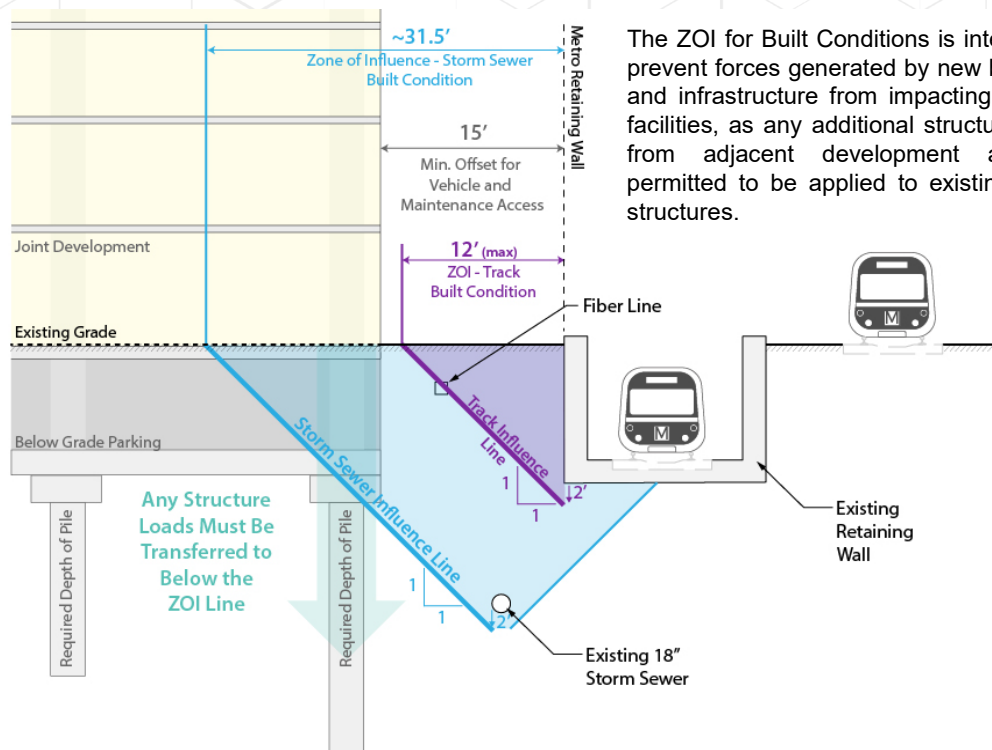 ~31.5’
Zone of Influence - Storm Sewer
Built Condition
Metro Retaining Wall
15’
Min. Offset for
Vehicle and
Maintenance Access
Joint Development
12’ (max)
ZOI - Track
Built Condition
The ZOI for Built Conditions is
prevent forces generated by new
and infrastructure from impacting
facilities, as any additional
from adjacent development
permitted to be applied to
structures.
Fiber Line
Existing Grade
M
M
Below Grade Parking
Track Influence
Line
1
1
2’
Storm Sewer Influence Line
1
1
2’
Any Structure
Loads Must Be
Transferred to
Below the
ZOI Line
Required Depth of Pile
Required Depth of Pile
Existing
Retaining
Wall
Existing 18”
Storm Sewer